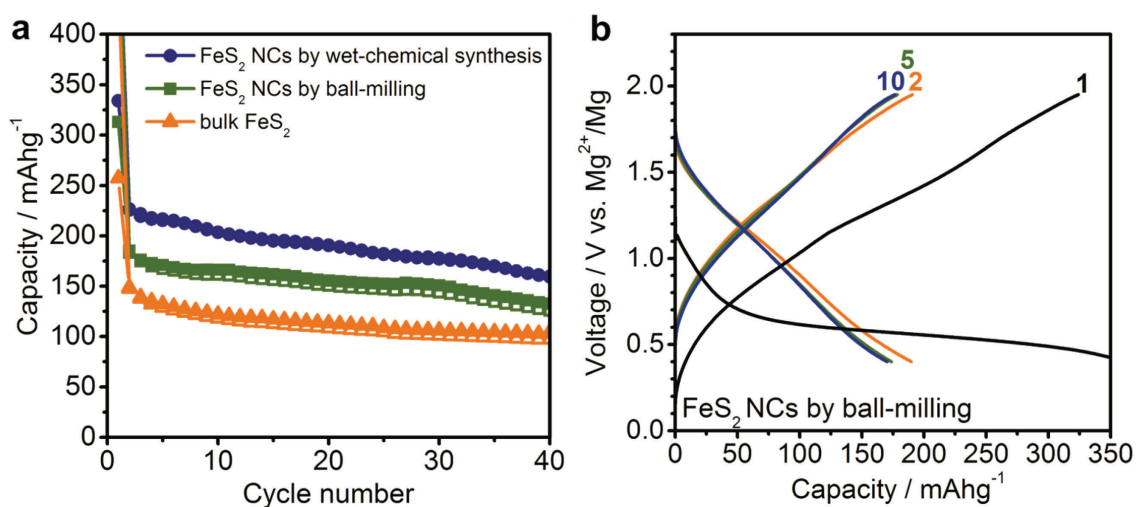 a
400
350
300
250
200
150
100
50
0
Capacity / mAhg⁻¹
FeS₂ NCs by wet-chemical synthesis
FeS₂ NCs by ball-milling
bulk FeS₂
10 20 30 40
Cycle number
b
2.0
1.5
1.0
0.5
0.0
Voltage / V vs. Mg²⁺/Mg
5
10 2 1
FeS₂ NCs by ball-milling
0 50 100 150 200 250 300 350
Capacity / mAhg⁻¹